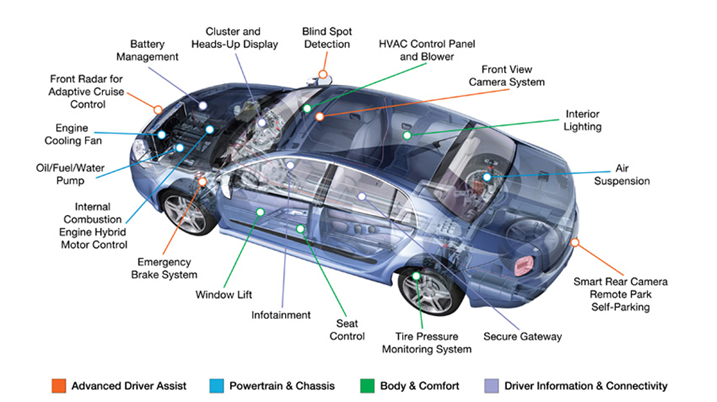 Cluster and
Heads-Up Display
Blind Spot
Detection
Battery
Management
HVAC Control Panel
and Blower
Front View
Camera System
Front Radar for
Adaptive Cruise
Control
Interior
Lighting
Engine
Cooling Fan
Oil/Fuel/Water
Pump
Air
Suspension
Internal
Combustion
Engine Hybrid
Motor Control
Emergency
Brake System
Smart Rear Camera
Remote Park
Self-Parking
Window Lift
Infotainment
Seat
Control
Tire Pressure
Monitoring System
Secure Gateway
Advanced Driver Assist
Powertrain & Chassis
Body & Comfort
Driver Information & Connectivity